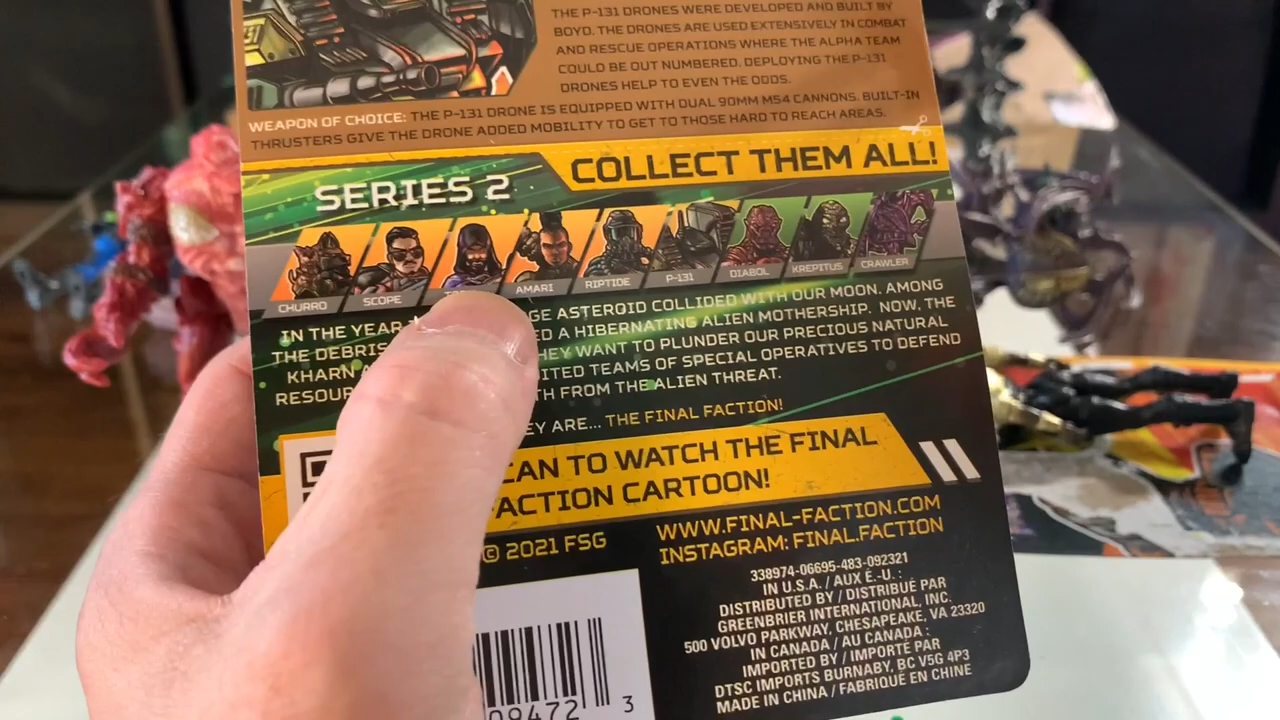 THE P-131 DRONES WERE DEVELOPED AND BUILT BY
BOYD. THE DRONES ARE USED EXTENSIVELY IN COMBAT
AND RESCUE OPERATIONS WHERE THE ALPHA TEAM
COULD BE OUT NUMBERED. DEPLOYING THE P-131
DRONES HELP TO EVEN THE ODDS.
WEAPON OF CHOICE: THE P-131 DRONE IS EQUIPPED WITH DUAL 90MM M54 CANNONS. BUILT-IN
THRUSTERS GIVE THE DRONE ADDED MOBILITY TO GET TO THOSE HARD TO REACH AREAS.
COLLECT THEM ALL!
SERIES 2
CHURRO SCOPE AMARI RIPTIDE P-131 DIABOL KREPITUS CRAWLER
IN THE YEAR GE ASTEROID COLLIDED WITH OUR MOON. AMONG
THE DEBRIS ED A HIBERNATING ALIEN MOTHERSHIP. NOW, THE
KHARN A HEY WANT TO PLUNDER OUR PRECIOUS NATURAL
RESOUR ITED TEAMS OF SPECIAL OPERATIVES TO DEFEND
TH FROM THE ALIEN THREAT.
EY ARE... THE FINAL FACTION!
CAN TO WATCH THE FINAL
FACTION CARTOON!
© 2021 FSG
WWW.FINAL-FACTION.COM
INSTAGRAM: FINAL.FACTION
338974-06695-483-092321
IN U.S.A. / AUX É.-U. :
DISTRIBUTED BY / DISTRIBUÉ PAR
GREENBRIER INTERNATIONAL, INC.
500 VOLVO PARKWAY, CHESAPEAKE, VA 23320
IN CANADA / AU CANADA :
IMPORTED BY / IMPORTÉ PAR
DTSC IMPORTS BURNABY, BC V5G 4P3
MADE IN CHINA / FABRIQUÉ EN CHINE
09472 3